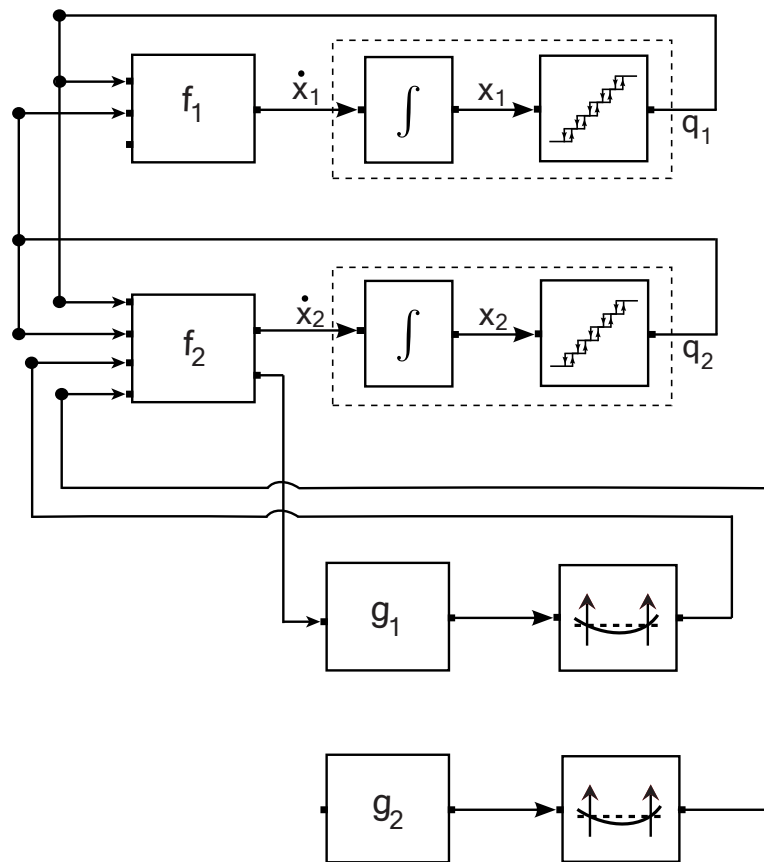 f₁ ẋ₁ ∫ x₁ q₁
f₂ ẋ₂ ∫ x₂ q₂
g₁
g₂